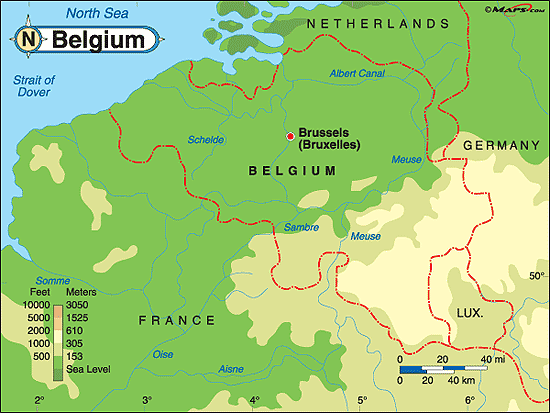 North Sea
NETHERLANDS
©MAPS.COM
N
Belgium
Strait of
Dover
Albert Canal
Schelde
Brussels
(Bruxelles)
GERMANY
Meuse
BELGIUM
Sambre
Meuse
50°
Somme
10000 3050
Feet Meters
5000 1525
2000 610
1000 305
500 153
Sea Level
FRANCE
LUX.
Oise
Aisne
0 20 40 mi
0 20 40 km
2° 3° 4° 5° 6°